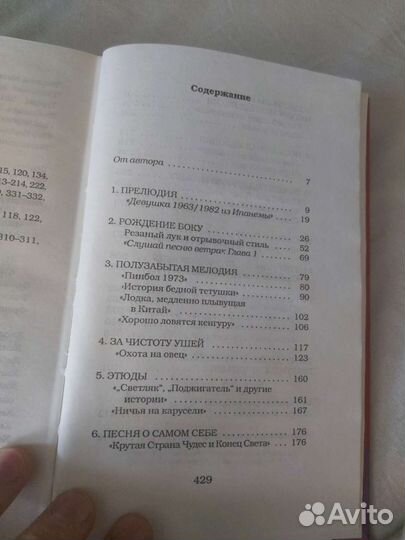 15, 120, 134,
3–214, 222,
9, 331–332,
118, 122,
310–311,
Содержание
От автора 7
1. ПРЕЛЮДИЯ 9
«Девушка 1963/1982 из Ипанемы» 19
2. РОЖДЕНИЕ БОКУ 26
Резаный лук и отрывочный стиль 52
«Слушай песню ветра»: Глава 1 69
3. ПОЛУЗАБЫТАЯ МЕЛОДИЯ 79
«Пинбол 1973» 80
«История бедной тетушки» 90
«Лодка, медленно плывущая
в Китай» 102
«Хорошо ловятся кенгуру» 106
4. ЗА ЧИСТОТУ УШЕЙ 117
«Охота на овец» 123
5. ЭТЮДЫ 160
«„Светляк“, „Поджигатель“ и другие
истории» 161
«Ничья на карусели» 167
6. ПЕСНЯ О САМОМ СЕБЕ 176
«Крутая Страна Чудес и Конец Света» 176
429
Avito